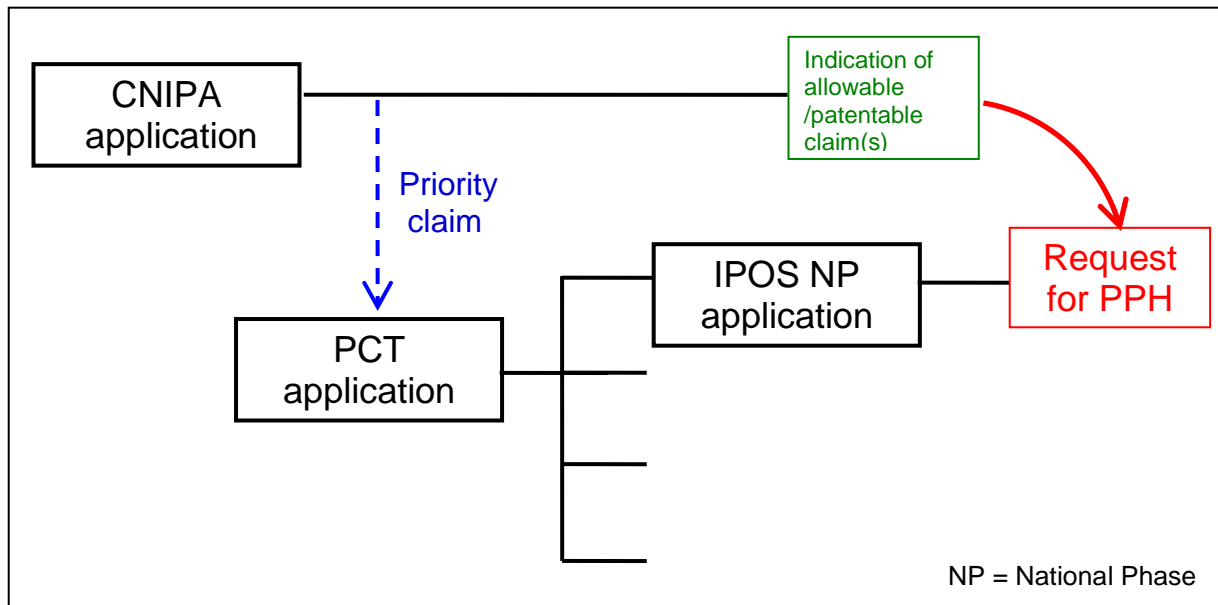 CNIPA
application
Indication of
allowable
/patentable
claim(s)
Priority
claim
IPOS NP
application
Request
for PPH
PCT
application
NP = National Phase